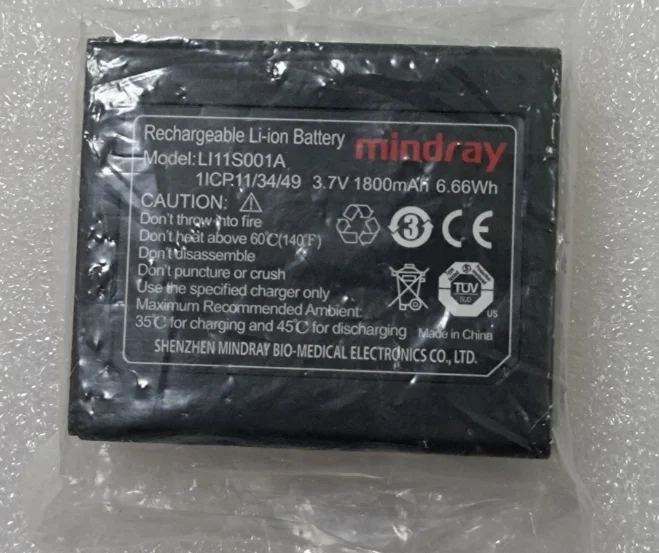 Rechargeable Li-ion Battery
mindray
Model: LI11S001A
1ICP11/34/49 3.7V 1800mAh 6.66Wh
CAUTION:
Don't throw into fire
Don't heat above 60℃(140℉)
Don't disassemble
Don't puncture or crush
Use the specified charger only
Maximum Recommended Ambient:
35℃ for charging and 45℃ for discharging
3
CE
TÜV
SÜD
US
Made in China
SHENZHEN MINDRAY BIO-MEDICAL ELECTRONICS CO., LTD.